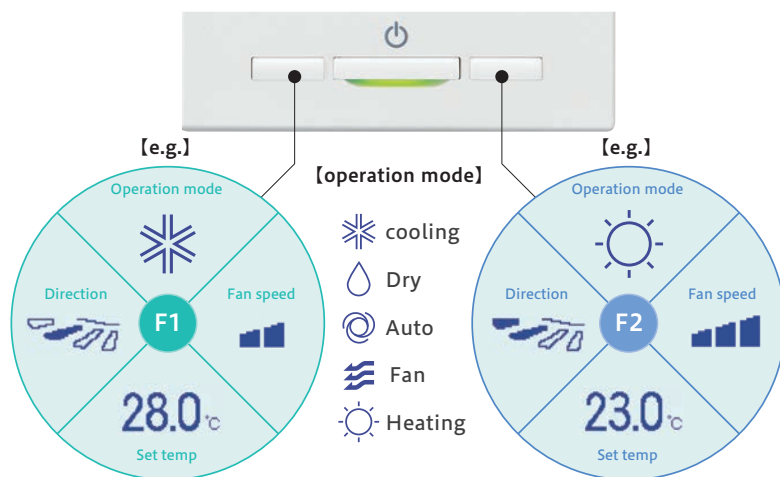 【e.g.】
【e.g.】
【operation mode】
Operation mode
Direction
Fan speed
F1
28.0°C
Set temp
cooling
Dry
Auto
Fan
Heating
Operation mode
Direction
Fan speed
F2
23.0°C
Set temp